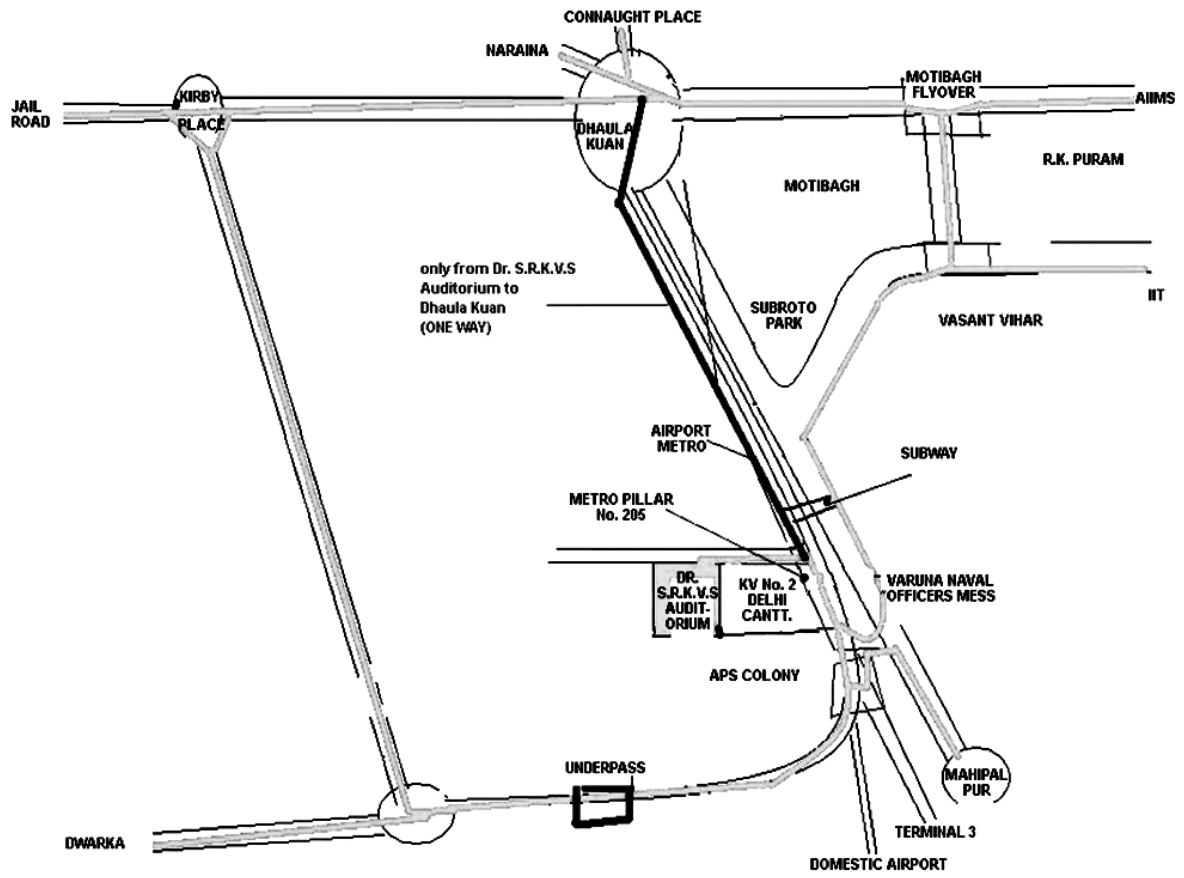 CONNAUGHT PLACE
NARAINA
MOTIBAGH
FLYOVER
KIRBY
PLACE
JAIL
ROAD
AIIMS
DHAULA
KUAN
R.K. PURAM
MOTIBAGH
only from Dr. S.R.K.V.S
Auditorium to
Dhaula Kuan
(ONE WAY)
SUBROTO
PARK
IIT
VASANT VIHAR
AIRPORT
METRO
SUBWAY
METRO PILLAR
No. 205
DR.
S.R.K.V.S
AUDIT-
ORIUM
KV No. 2
DELHI
CANTT.
VARUNA NAVAL
OFFICERS MESS
APS COLONY
UNDERPASS
MAHIPAL
PUR
TERMINAL 3
DWARKA
DOMESTIC AIRPORT